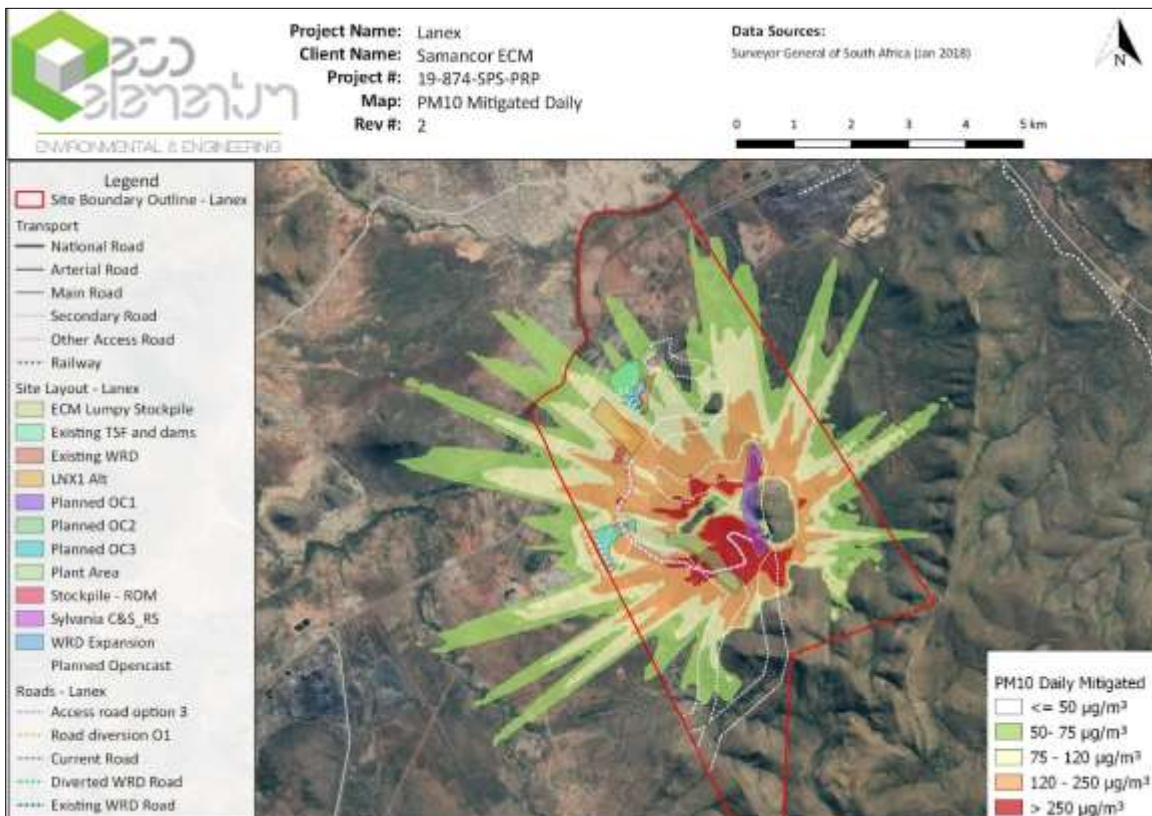 eco
elementum
ENVIRONMENTAL & ENGINEERING
Project Name: Lanex
Client Name: Samancor ECM
Project #: 19-874-SPS-PRP
Map: PM10 Mitigated Daily
Rev #: 2
Data Sources:
Surveyor General of South Africa (Jan 2018)
N
0 1 2 3 4 5 km
Legend
Site Boundary Outline - Lanex
Transport
National Road
Arterial Road
Main Road
Secondary Road
Other Access Road
Railway
Site Layout - Lanex
ECM Lumpy Stockpile
Existing TSF and dams
Existing WRD
LNX1 Alt
Planned OC1
Planned OC2
Planned OC3
Plant Area
Stockpile - ROM
Sylvania C&S_RS
WRD Expansion
Planned Opencast
Roads - Lanex
Access road option 3
Road diversion O1
Current Road
Diverted WRD Road
Existing WRD Road
PM10 Daily Mitigated
<= 50 µg/m³
50- 75 µg/m³
75 - 120 µg/m³
120 - 250 µg/m³
> 250 µg/m³